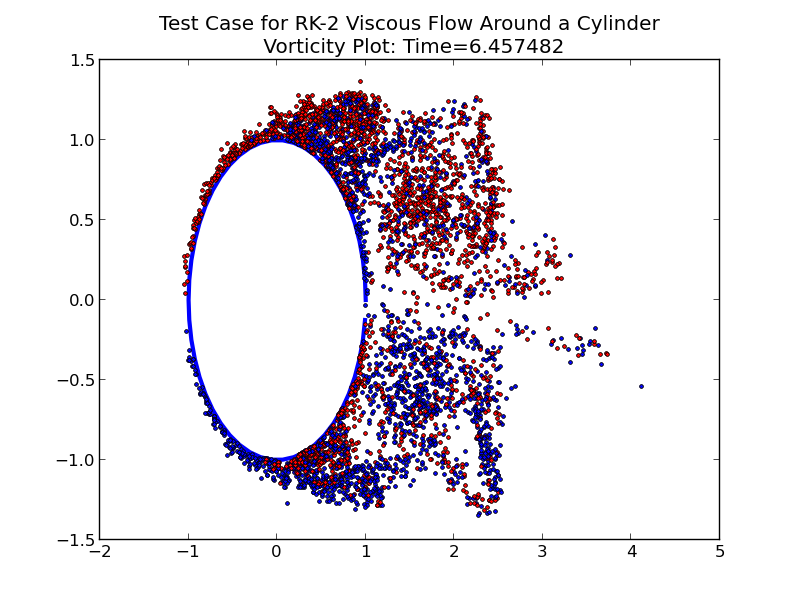 Test Case for RK-2 Viscous Flow Around a Cylinder
Vorticity Plot: Time=6.457482
1.5
1.0
0.5
0.0
−0.5
−1.0
−1.5
−2 −1 0 1 2 3 4 5